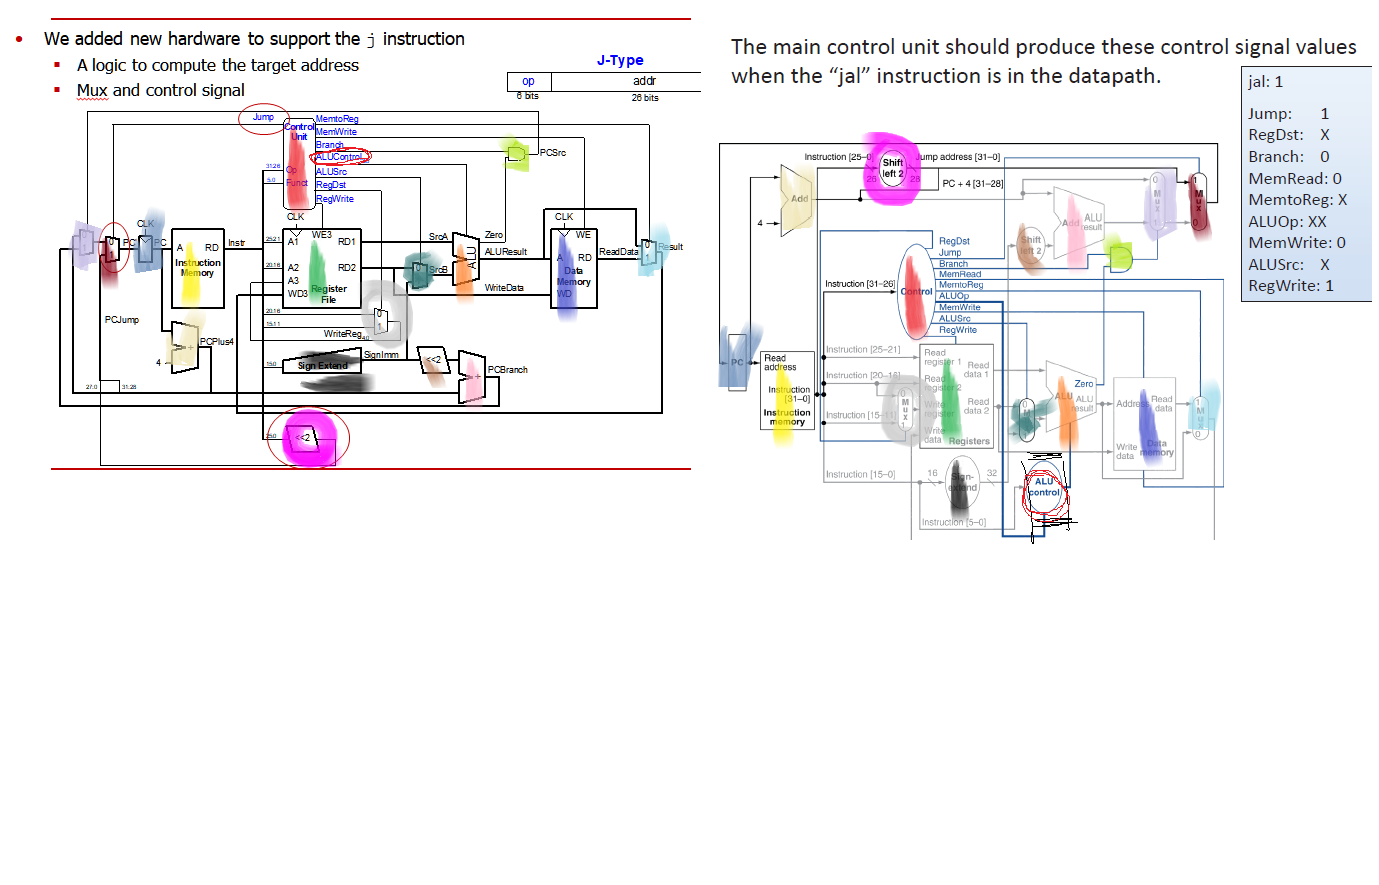 We added new hardware to support the j instruction
A logic to compute the target address
Mux and control signal
J-Type
op
addr
6 bits
26 bits
Jump
MemtoReg
Control
Unit
MemWrite
Branch
ALUControl
PCSrc
31:26
Op
ALUSrc
5:0
Funct
RegDst
RegWrite
CLK
CLK
CLK
PC'
PC
A
RD
Instr
Instruction
Memory
25:21
A1
WE3
RD1
SrcA
Zero
WE
ALU
ALUResult
ReadData
Result
0
1
20:16
A2
RD2
0
SrcB
A
RD
Data
Memory
A3
WD3
Register
File
WriteData
WD
20:16
0
15:11
1
PCJump
WriteReg
PCPlus4
SignImm
4
+
15:0
Sign Extend
<<2
+
PCBranch
27:0
31:28
25:0
<<2
The main control unit should produce these control signal values
when the “jal” instruction is in the datapath.
jal: 1
Jump: 1
RegDst: X
Branch: 0
MemRead: 0
MemtoReg: X
ALUOp: XX
MemWrite: 0
ALUSrc: X
RegWrite: 1
Instruction [25–0]
Shift
left 2
Jump address [31–0]
26
28
PC + 4 [31–28]
Add
4
Add
ALU
result
0
M
u
x
1
1
M
u
x
0
Shift
left 2
RegDst
Jump
Branch
MemRead
Instruction [31–26]
Control
MemtoReg
ALUOp
MemWrite
ALUSrc
RegWrite
PC
Read
address
Instruction
[31–0]
Instruction
memory
Instruction [25–21]
Read
register 1
Read
data 1
Instruction [20–16]
Read
register 2
0
M
u
x
1
Instruction [15–11]
Write
register
Read
data 2
Write
data
Registers
0
M
Zero
ALU
ALU
result
Address
Read
data
1
M
u
x
0
Write
data
Data
memory
Instruction [15–0]
16
Sign-
extend
32
ALU
control
Instruction [5–0]